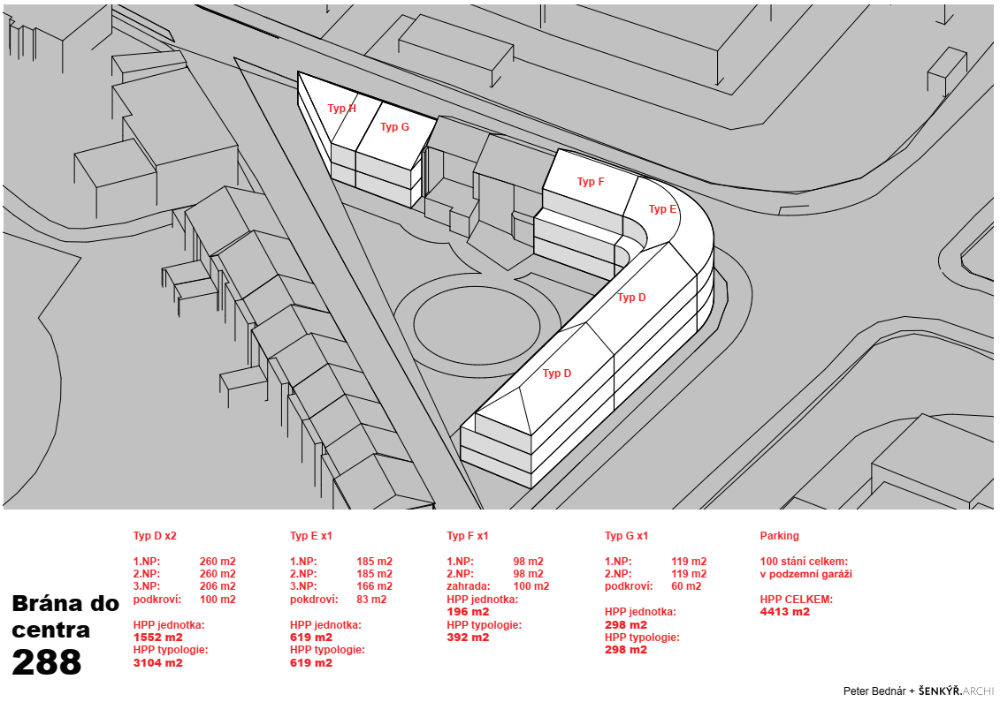 Typ H
Typ G
Typ F
Typ E
Typ D
Typ D
Brána do
centra
288
Typ D x2
1.NP: 260 m2
2.NP: 260 m2
3.NP: 206 m2
podkroví: 100 m2
HPP jednotka:
1552 m2
HPP typologie:
3104 m2
Typ E x1
1.NP: 185 m2
2.NP: 185 m2
3.NP: 166 m2
pokdroví: 83 m2
HPP jednotka:
619 m2
HPP typologie:
619 m2
Typ F x1
1.NP: 98 m2
2.NP: 98 m2
zahrada: 100 m2
HPP jednotka:
196 m2
HPP typologie:
392 m2
Typ G x1
1.NP: 119 m2
2.NP: 119 m2
podkroví: 60 m2
HPP jednotka:
298 m2
HPP typologie:
298 m2
Parking
100 stání celkem:
v podzemní garáži
HPP CELKEM:
4413 m2
Peter Bednár + ŠENKÝŘ.ARCHI